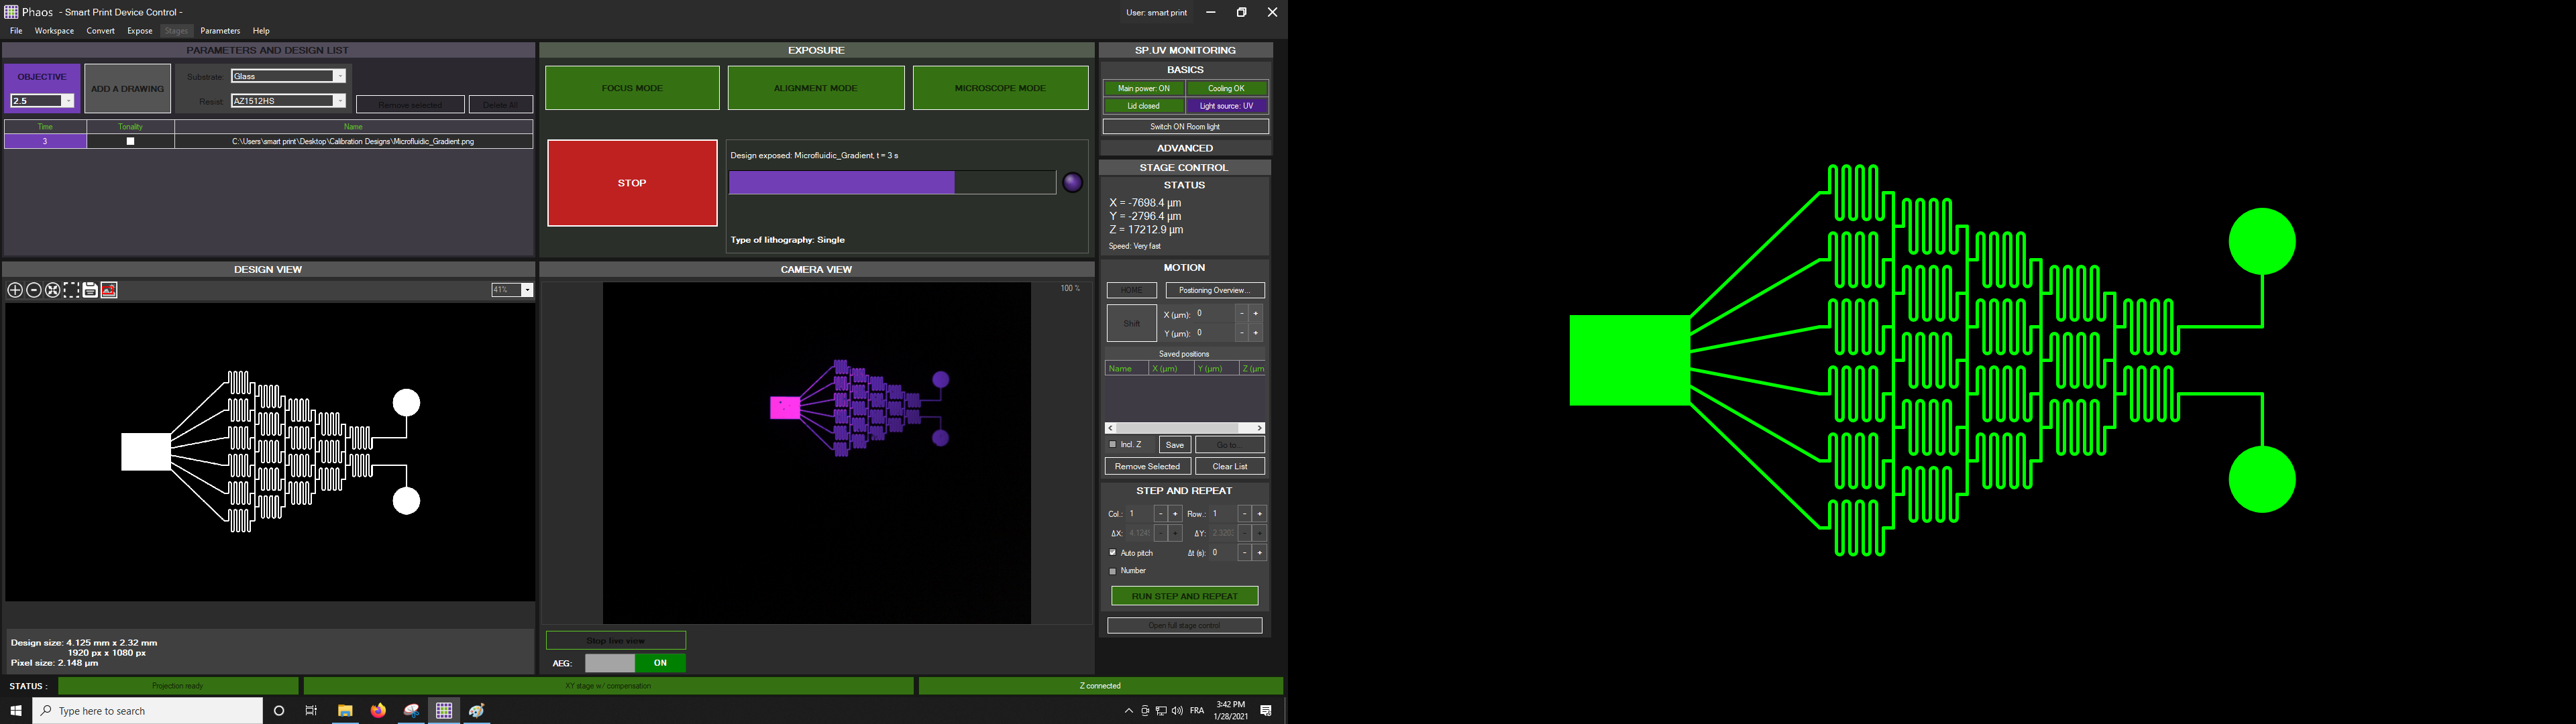 Phaos - Smart Print Device Control -
User: smart print
File Workspace Convert Expose Stages Parameters Help
PARAMETERS AND DESIGN LIST
OBJECTIVE
2.5
ADD A DRAWING
Substrate: Glass
Resist: AZ1512HS
Remove selected
Delete All
Time Tonality Name
3 C:\Users\smart print\Desktop\Calibration Designs\Microfluidic_Gradient.png
EXPOSURE
FOCUS MODE
ALIGNMENT MODE
MICROSCOPE MODE
STOP
Design exposed: Microfluidic_Gradient, t = 3 s
Type of lithography: Single
DESIGN VIEW
41%
Design size: 4.125 mm x 2.32 mm
1920 px x 1080 px
Pixel size: 2.148 µm
CAMERA VIEW
100 %
Stop live view
AEG:
ON
SP.UV MONITORING
BASICS
Main power: ON
Cooling OK
Lid closed
Light source: UV
Switch ON Room light
ADVANCED
STAGE CONTROL
STATUS
X = -7698.4 µm
Y = -2796.4 µm
Z = 17212.9 µm
Speed: Very fast
MOTION
HOME
Postioning Overview...
Shift
X (µm): 0 - +
Y (µm): 0 - +
Saved positions
Name X (µm) Y (µm) Z (µm
Incl. Z
Save
Go to...
Remove Selected
Clear List
STEP AND REPEAT
Col.: 1 - + Row.: 1 - +
ΔX: 4.124 - + ΔY: 2.320 - +
Auto pitch Δt (s): 0 - +
Number
RUN STEP AND REPEAT
Open full stage control
STATUS :
Projection ready
XY stage w/ compensation
Z connected
Type here to search
FRA
3:42 PM
1/28/2021